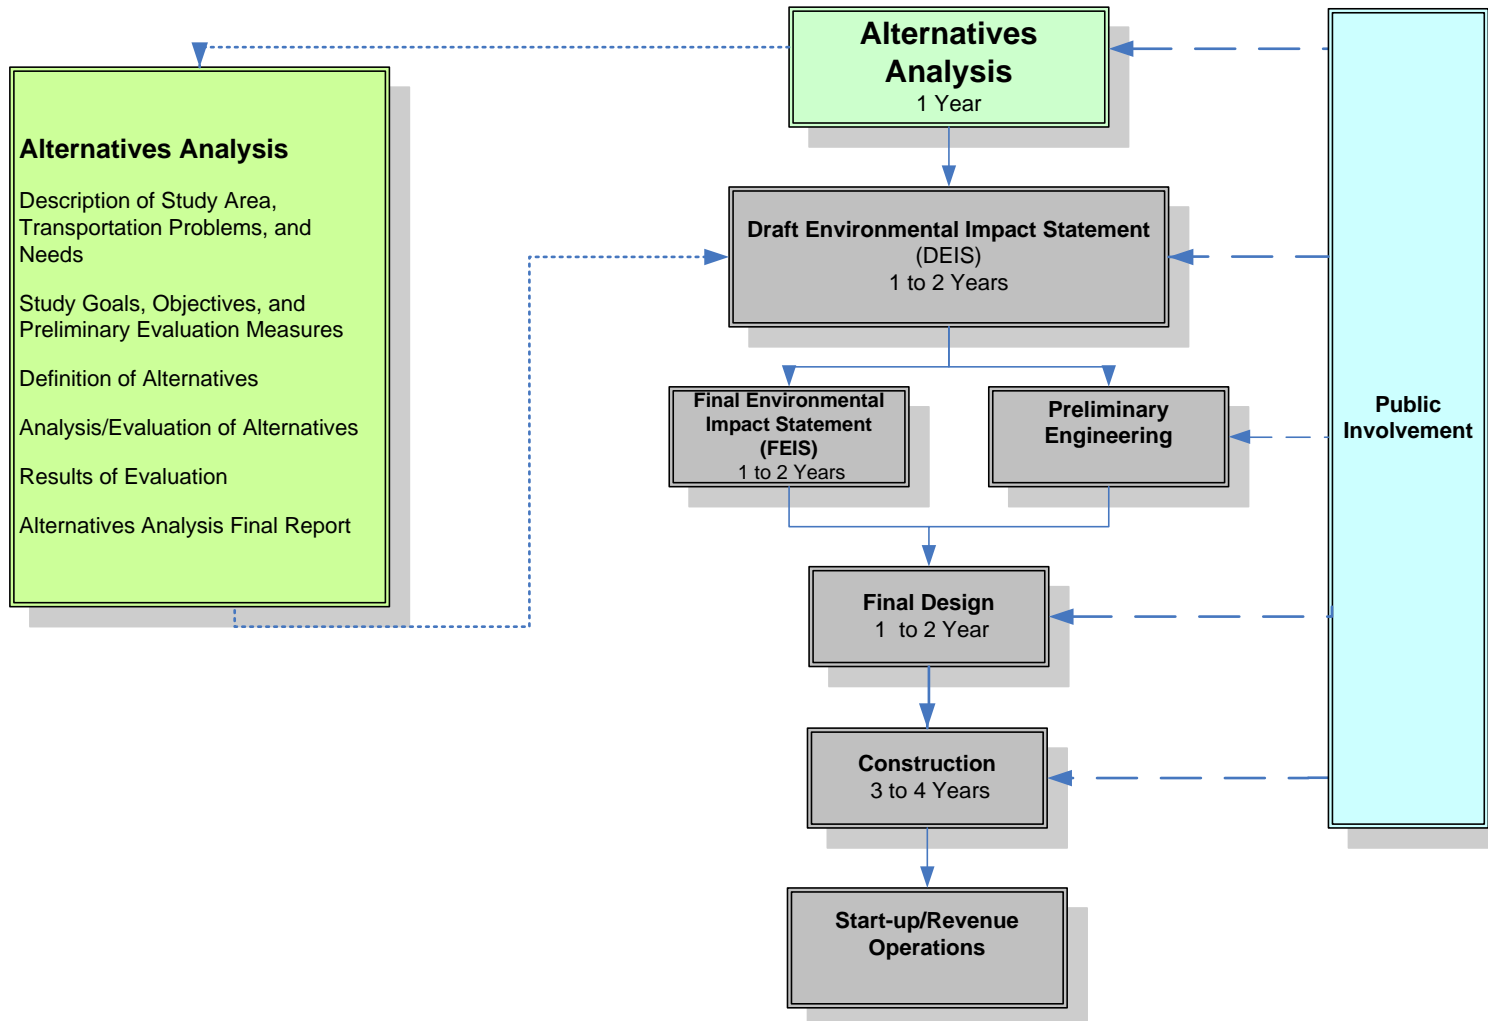 Alternatives
Analysis
1 Year
Alternatives Analysis
Description of Study Area,
Transportation Problems, and
Needs
Study Goals, Objectives, and
Preliminary Evaluation Measures
Definition of Alternatives
Analysis/Evaluation of Alternatives
Results of Evaluation
Alternatives Analysis Final Report
Draft Environmental Impact Statement
(DEIS)
1 to 2 Years
Final Environmental
Impact Statement
(FEIS)
1 to 2 Years
Preliminary
Engineering
Public
Involvement
Final Design
1  to 2 Year
Construction
3 to 4 Years
Start-up/Revenue
Operations